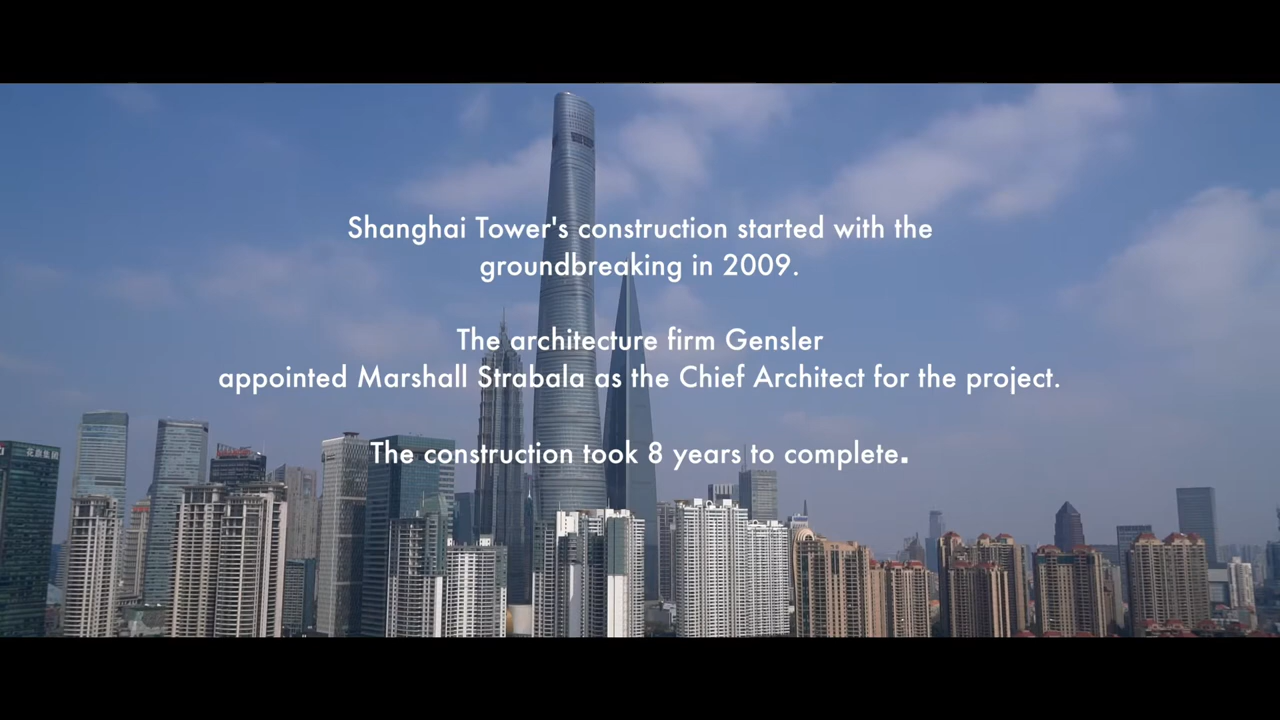 Shanghai Tower's construction started with the
groundbreaking in 2009.
The architecture firm Gensler
appointed Marshall Strabala as the Chief Architect for the project.
The construction took 8 years to complete.